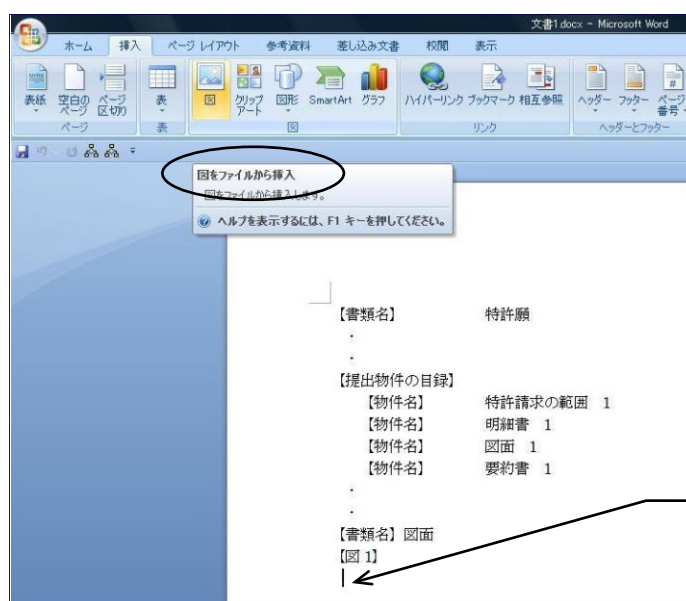 文書1.docx - Microsoft Word
ホーム 挿入 ページ レイアウト 参考資料 差し込み文書 校閲 表示
表紙 空白のページ ページ区切り 表 図 クリップアート 図形 SmartArt グラフ ハイパーリンク ブックマーク 相互参照 ヘッダー フッター ページ番号
ページ 表 図 リンク ヘッダーとフッター
図をファイルから挿入
図をファイルから挿入します。
ヘルプを表示するには、F1 キーを押してください。
【書類名】 特許願
・
・
【提出物件の目録】
【物件名】 特許請求の範囲 1
【物件名】 明細書 1
【物件名】 図面 1
【物件名】 要約書 1
・
・
【書類名】図面
【図 1】